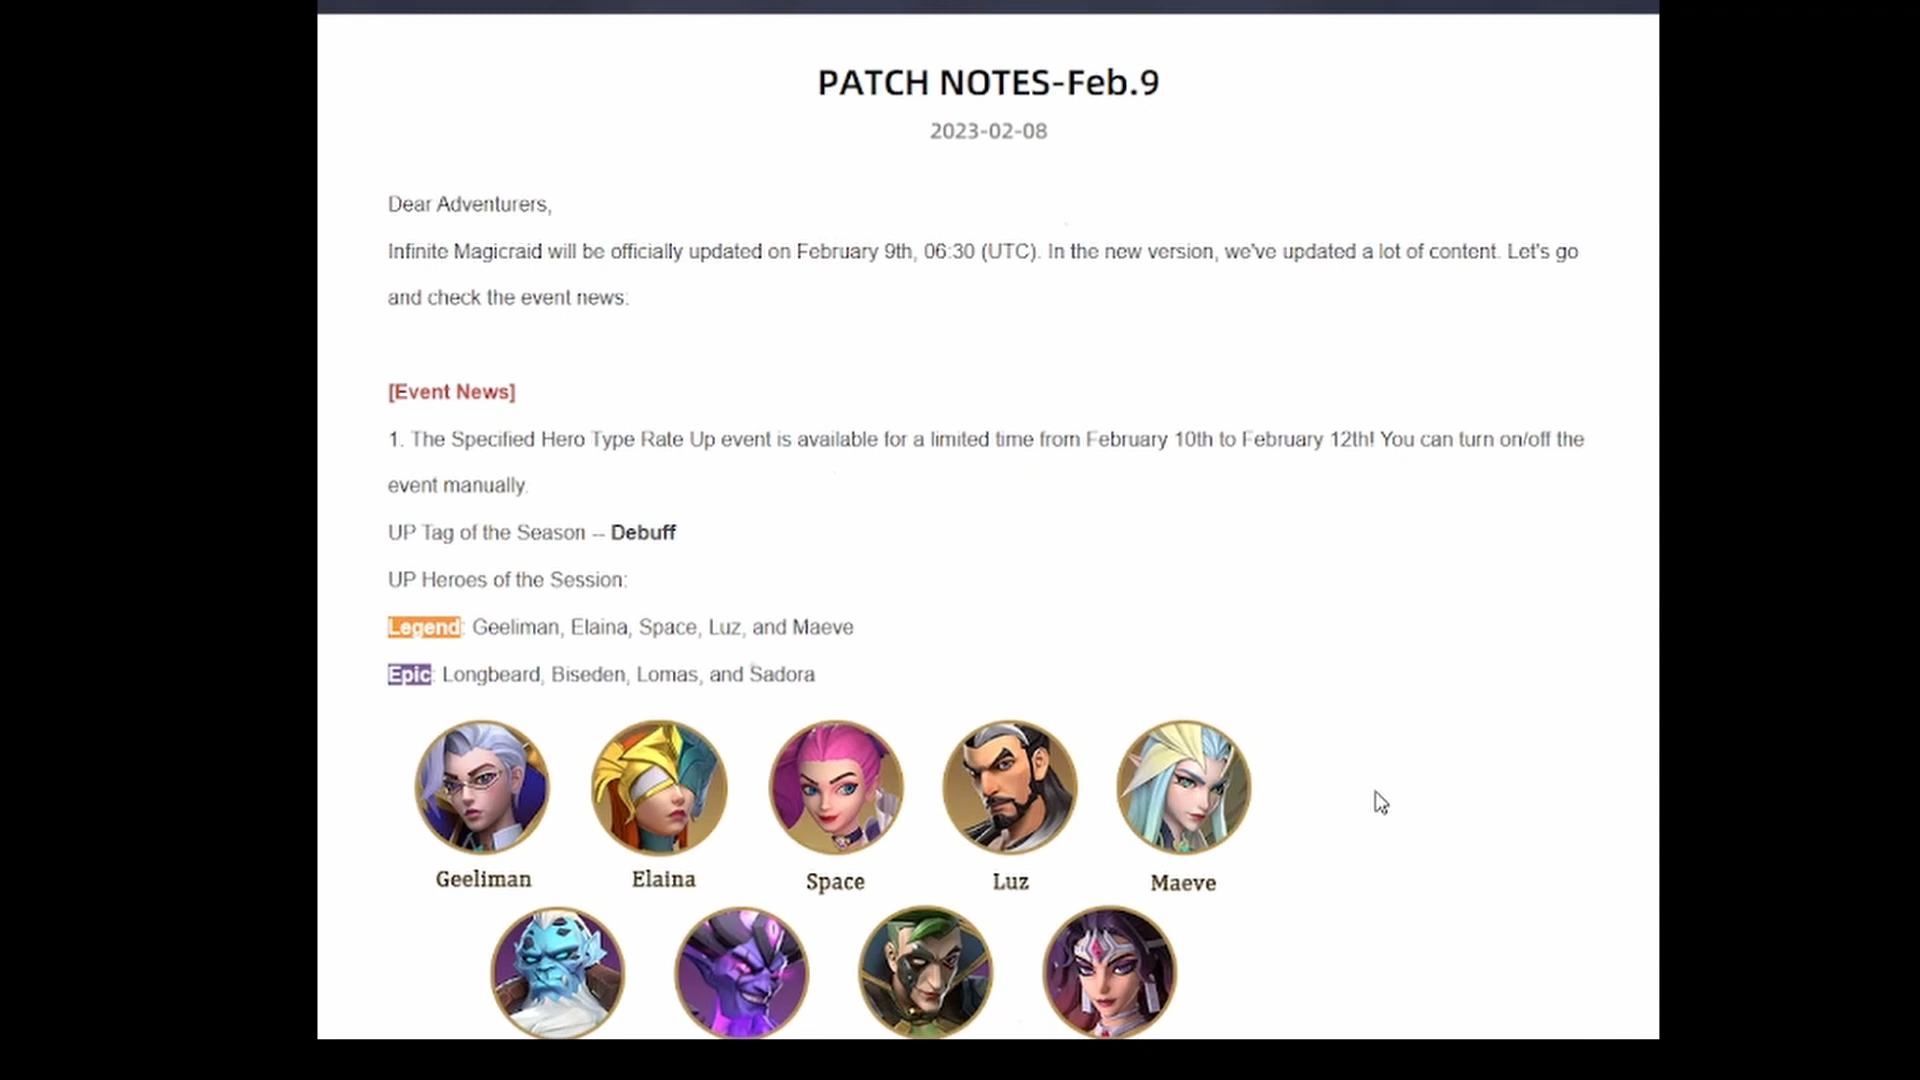 PATCH NOTES-Feb.9
2023-02-08
Dear Adventurers,
Infinite Magicraid will be officially updated on February 9th, 06:30 (UTC). In the new version, we've updated a lot of content. Let's go
and check the event news:
[Event News]
1. The Specified Hero Type Rate Up event is available for a limited time from February 10th to February 12th! You can turn on/off the
event manually.
UP Tag of the Season -- Debuff
UP Heroes of the Session:
Legend: Geeliman, Elaina, Space, Luz, and Maeve
Epic: Longbeard, Biseden, Lomas, and Sadora
Geeliman Elaina Space Luz Maeve